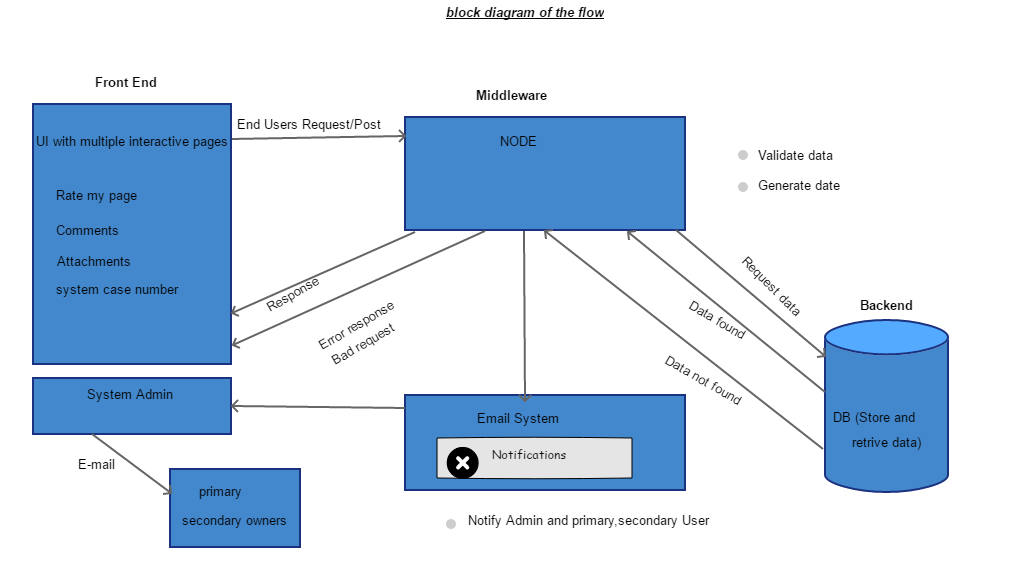 block diagram of the flow
Front End
Middleware
End Users Request/Post
UI with multiple interactive pages
NODE
Validate data
Generate date
Rate my page
Comments
Attachments
system case number
Response
Error response
Bad request
Request data
Data found
Data not found
Backend
DB (Store and
retrive data)
System Admin
Email System
Notifications
E-mail
primary
secondary owners
Notify Admin and primary,secondary User